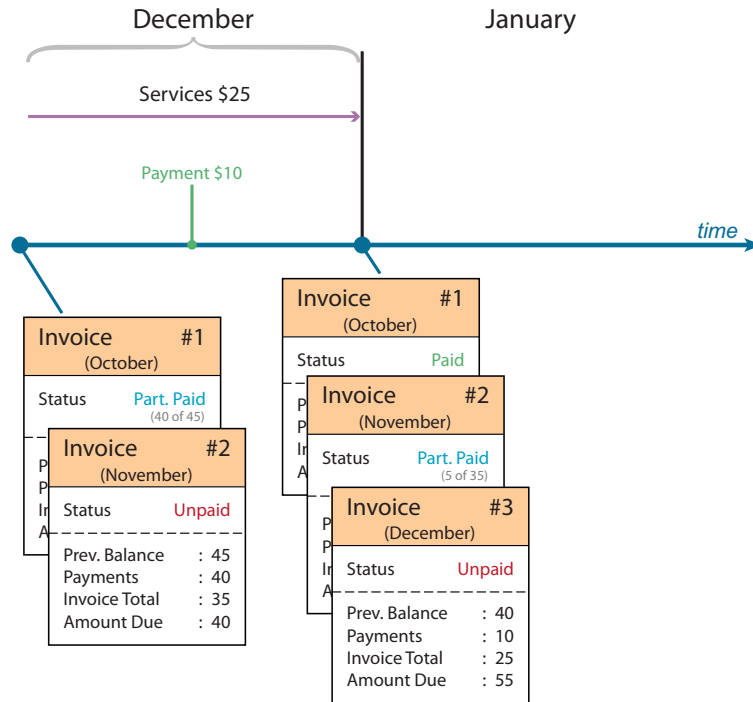 December
January
Services $25
Payment $10
time
Invoice #1
(October)
Status Part. Paid
(40 of 45)
P
P
In
A
Invoice #2
(November)
Status Unpaid
Prev. Balance : 45
Payments : 40
Invoice Total : 35
Amount Due : 40
Invoice #1
(October)
Status Paid
P
P
In
A
Invoice #2
(November)
Status Part. Paid
(5 of 35)
P
P
In
A
Invoice #3
(December)
Status Unpaid
Prev. Balance : 40
Payments : 10
Invoice Total : 25
Amount Due : 55